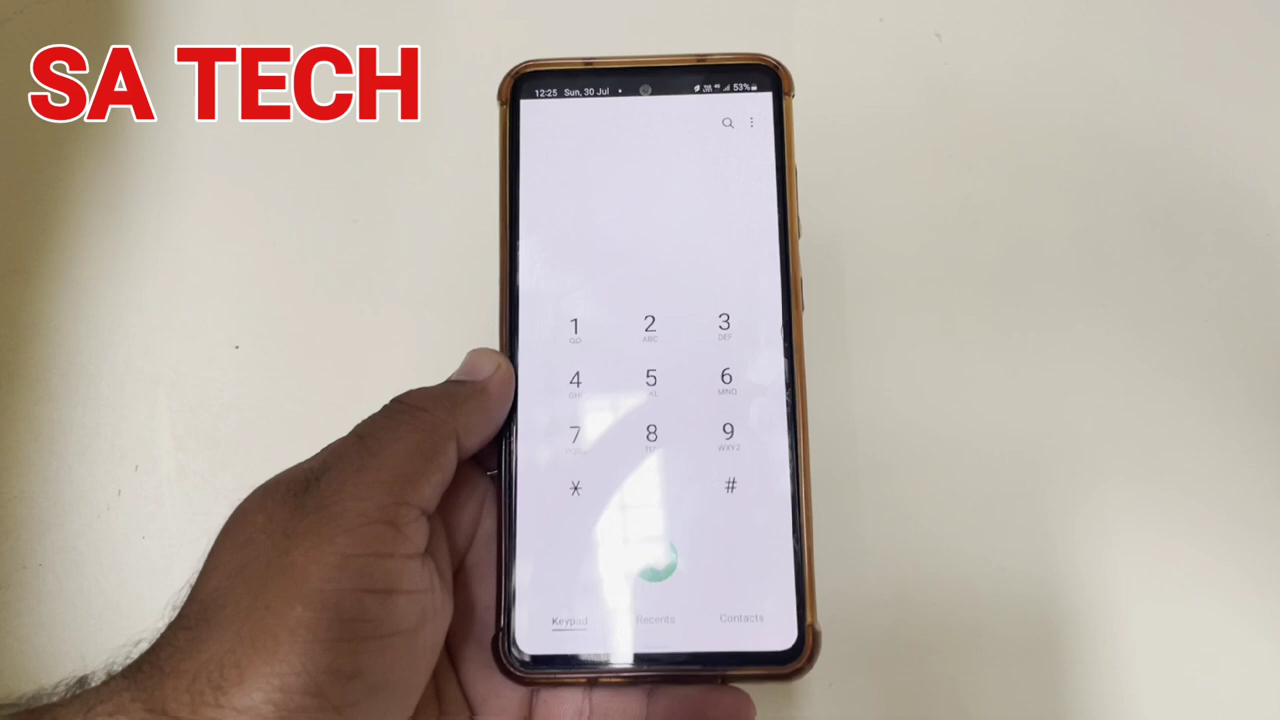 SA TECH
12:25 Sun, 30 Jul 53%
1 2 3
ABC DEF
4 5 6
GHI MNO
7 8 9
WXYZ
* #
Keypad Recents Contacts